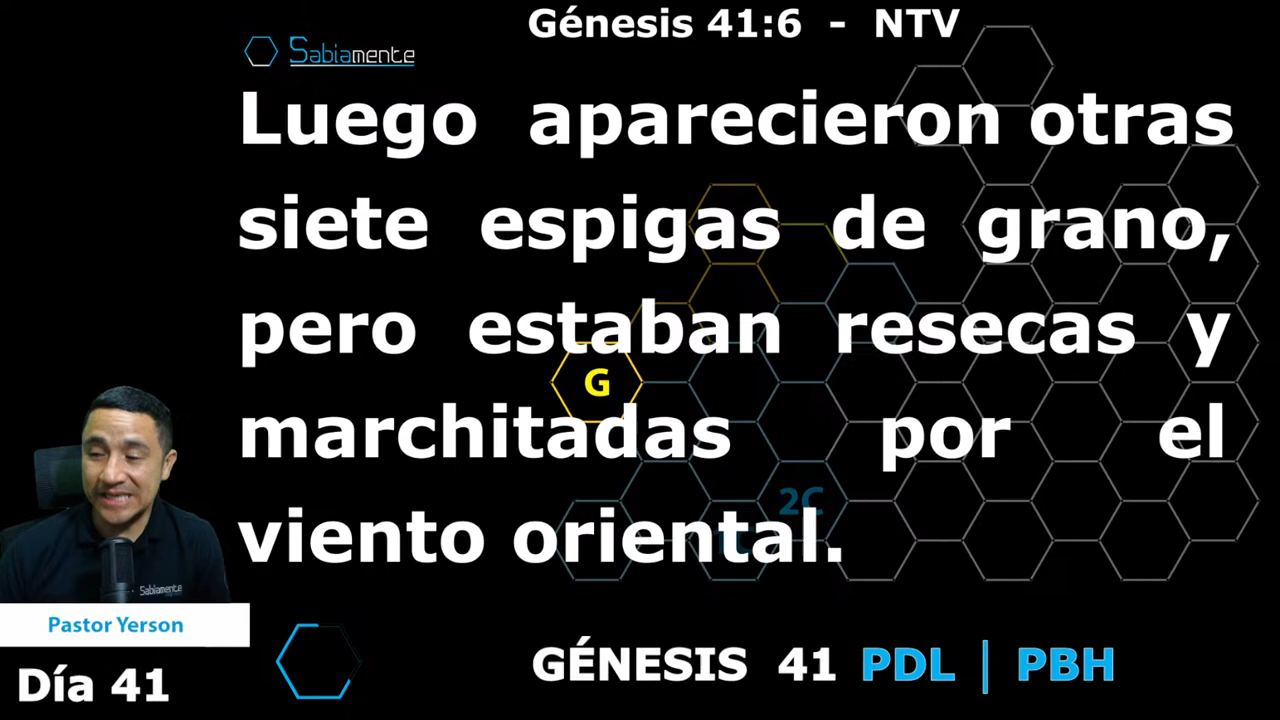 Génesis 41:6 - NTV
Sabiamente
Luego aparecieron otras
siete espigas de grano,
pero estaban resecas y
G
marchitadas por el
2C
viento oriental.
Sabiamente
Pastor Yerson
Día 41
GÉNESIS 41 PDL | PBH